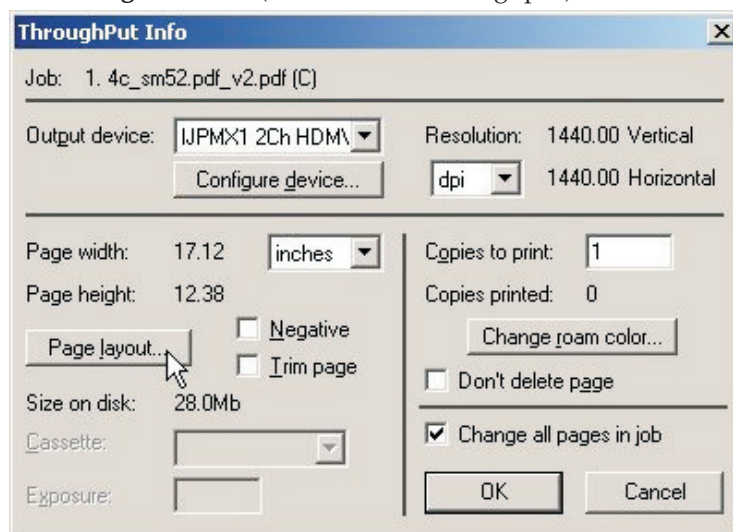 ThroughPut Info
Job: 1. 4c_sm52.pdf_v2.pdf (C)
Output device: IJPMX1 2Ch HDM\
Resolution: 1440.00 Vertical
Configure device...
dpi 1440.00 Horizontal
Page width: 17.12 inches
Copies to print: 1
Page height: 12.38
Copies printed: 0
Negative
Page layout...
Change roam color...
Trim page
Don't delete page
Size on disk: 28.0Mb
Change all pages in job
Cassette:
OK Cancel
Exposure: